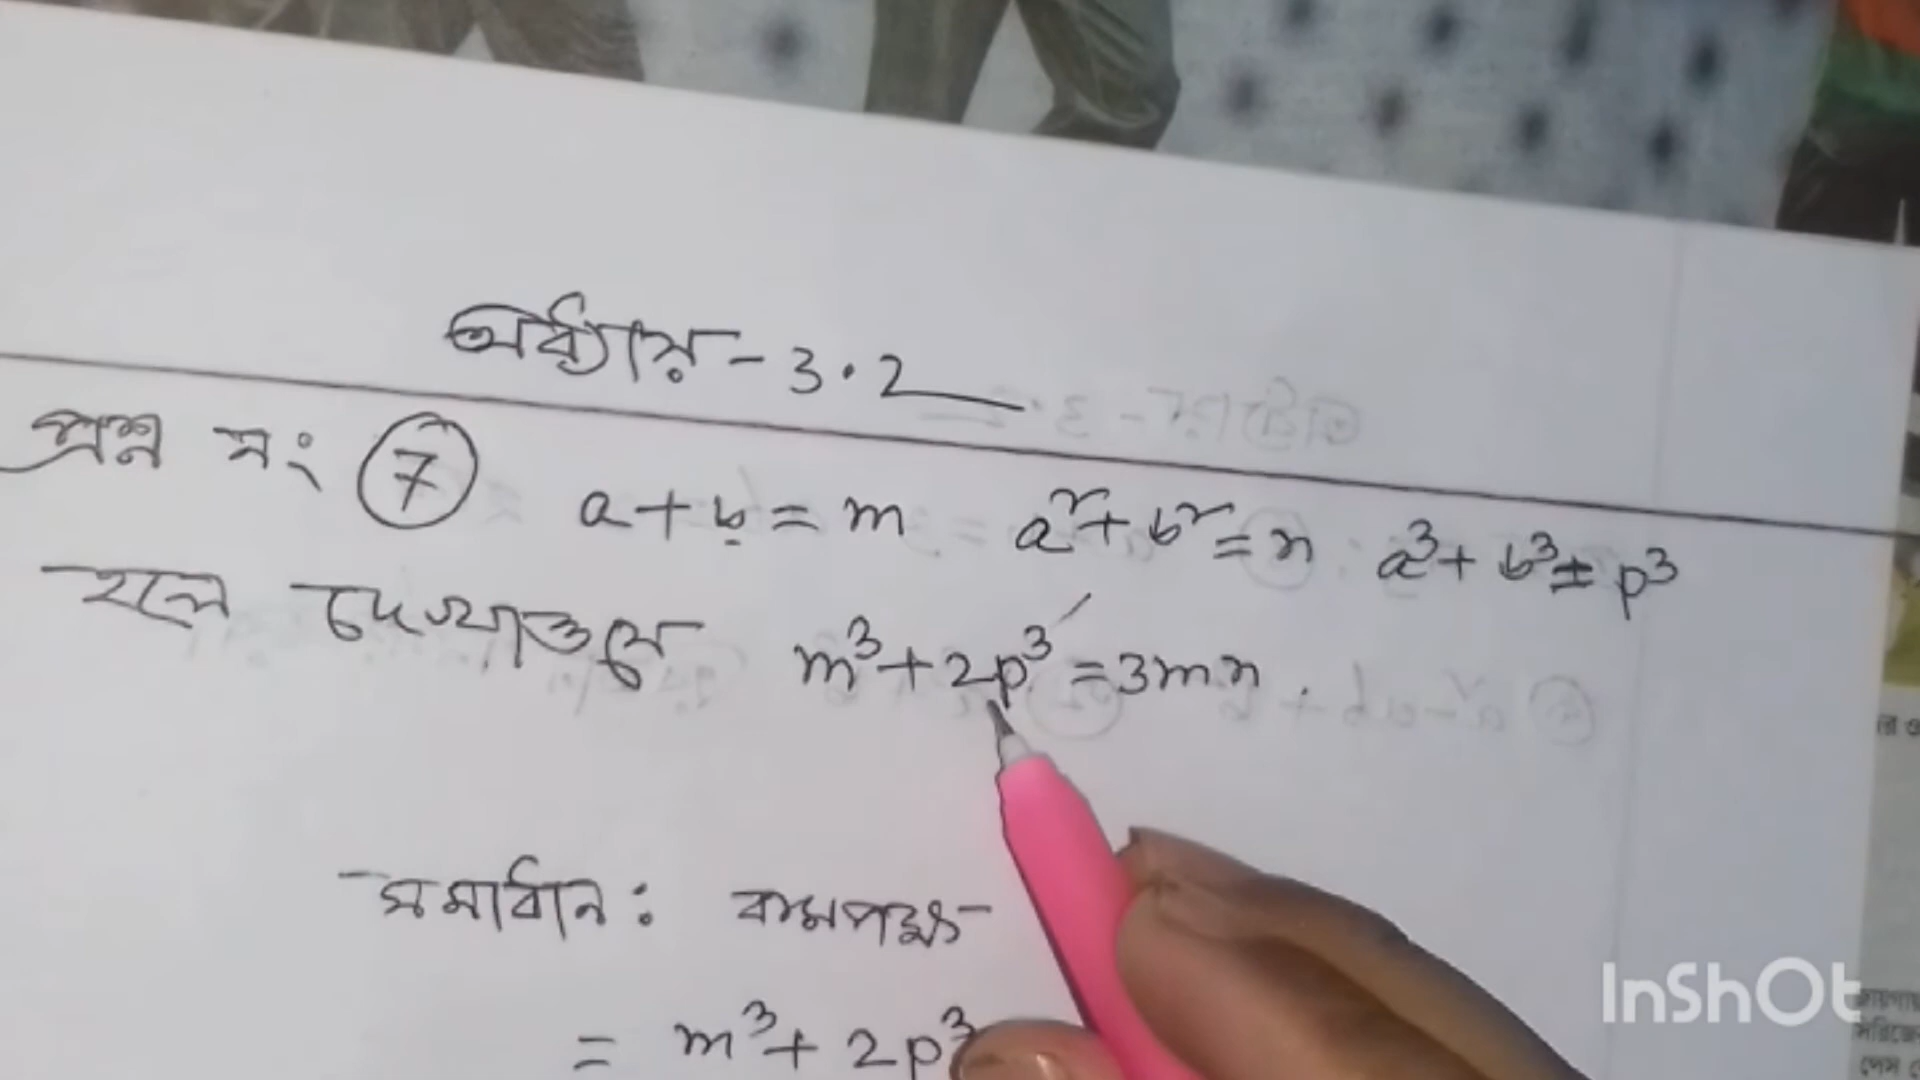 অধ্যায় - 3.2
প্রশ্ন নং 7 a + b = m a² + b² = n a³ + b³ = p³
হলে দেখাও যে m³ + 2p³ = 3mn.
সমাধান : বামপক্ষ
= m³ + 2p³
InShOt